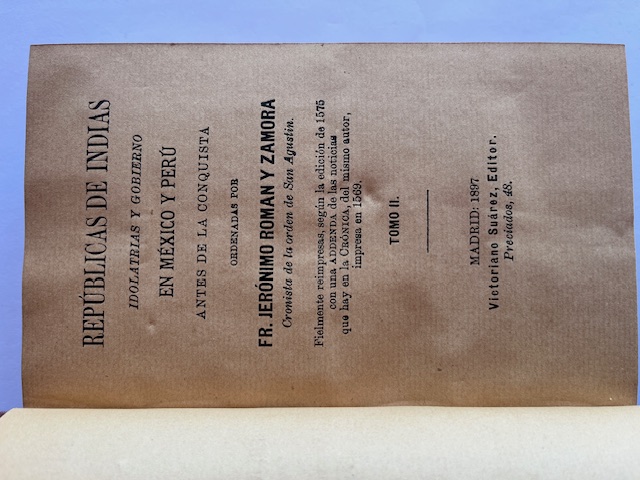 REPÚBLICAS DE INDIAS
IDOLATRIAS Y GOBIERNO
EN MÉXICO Y PERÚ
ANTES DE LA CONQUISTA
ORDENADAS POR
FR. JERÓNIMO ROMAN Y ZAMORA
Cronista de la orden de San Agustin.
Fielmente reimpresas, según la edición de 1575
con una ADDENDA de las noticias
que hay en la CRÓNICA, del mismo autor,
impresa en 1569.
TOMO II.
MADRID: 1897
Victoriano Suárez, Editor.
Preciados, 48.